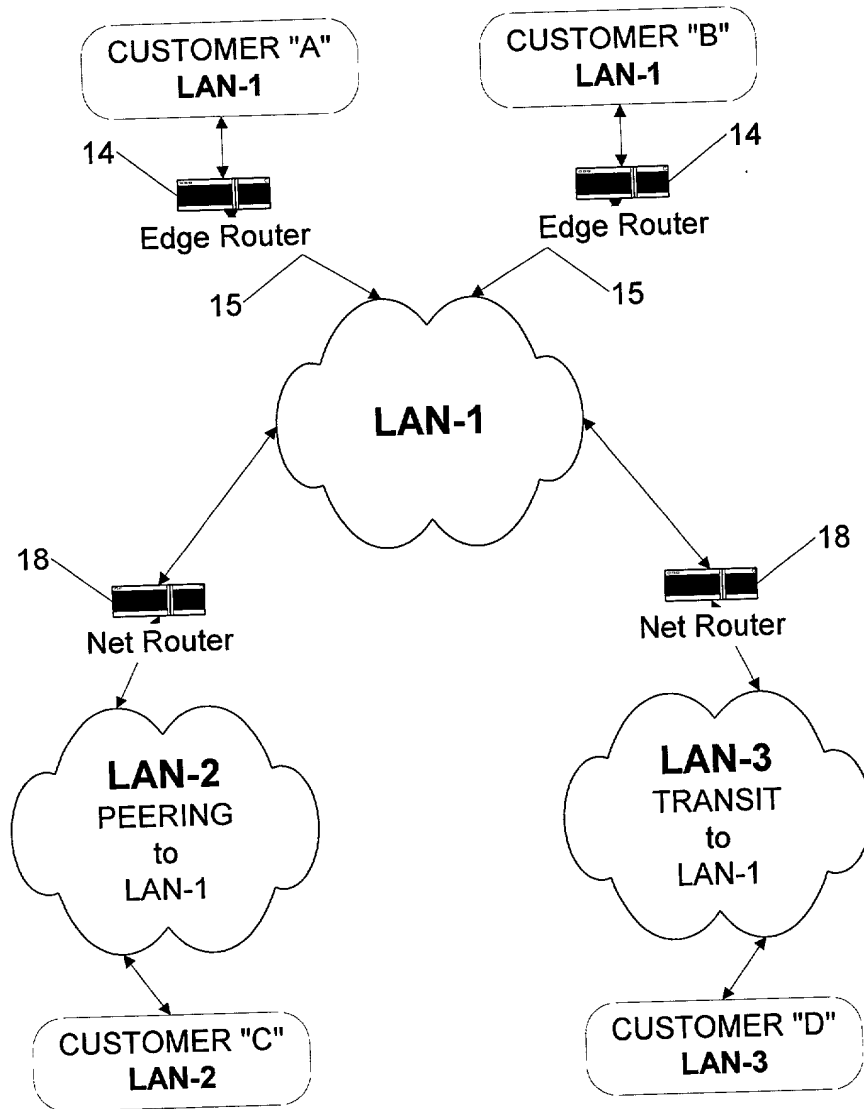 CUSTOMER "A"
LAN-1
CUSTOMER "B"
LAN-1
14
14
Edge Router
Edge Router
15
15
LAN-1
18
18
Net Router
Net Router
LAN-2
PEERING
to
LAN-1
LAN-3
TRANSIT
to
LAN-1
CUSTOMER "C"
LAN-2
CUSTOMER "D"
LAN-3